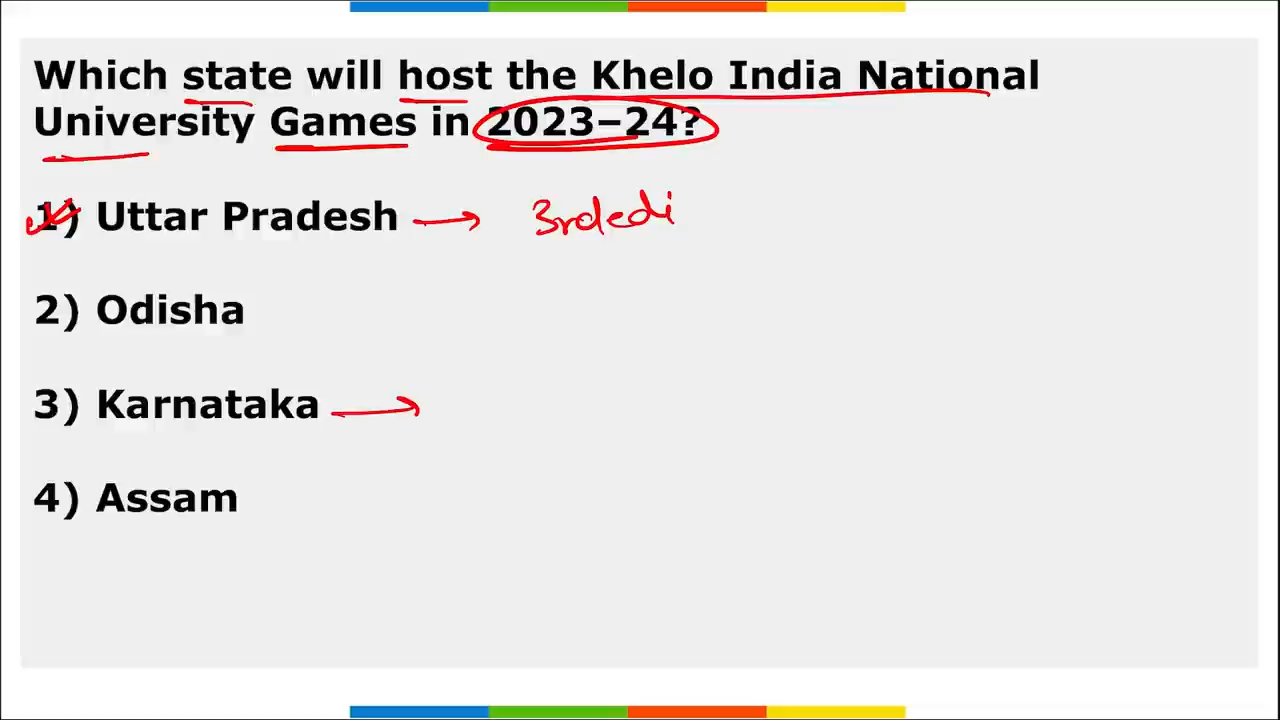 Which state will host the Khelo India National
University Games in 2023–24?
1) Uttar Pradesh → 3rd edi
2) Odisha
3) Karnataka →
4) Assam